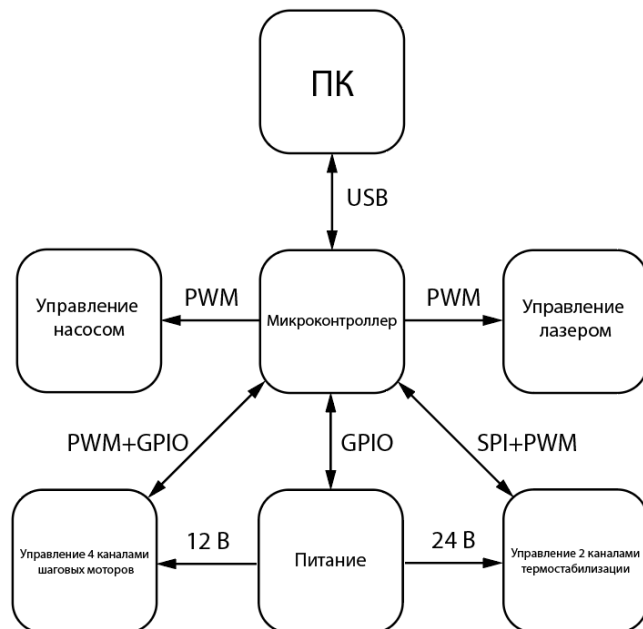 ПК
USB
Управление
насосом
PWM
Микроконтроллер
PWM
Управление
лазером
PWM+GPIO
GPIO
SPI+PWM
Управление 4 каналами
шаговых моторов
12 В
Питание
24 В
Управление 2 каналами
термостабилизации